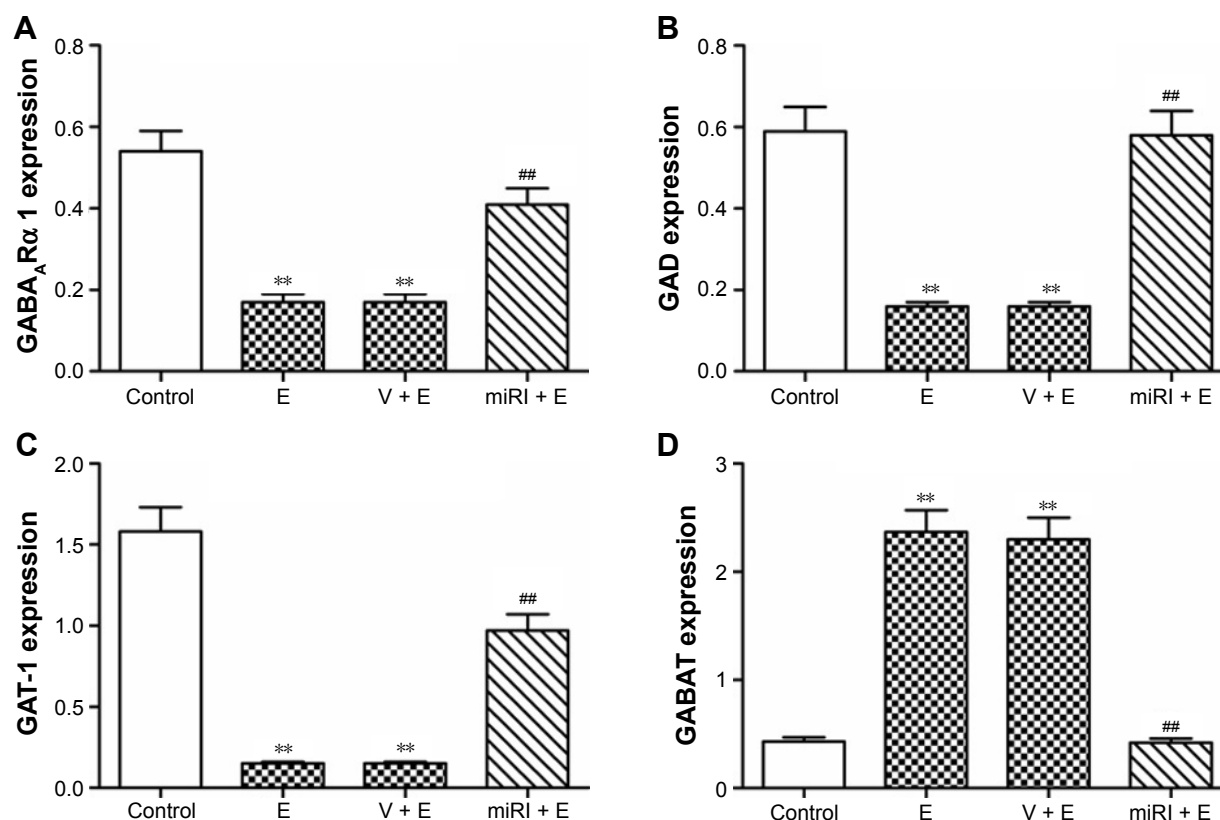 A
GABA_A Rα 1 expression
0.8
0.6
0.4
0.2
0.0
**
**
##
Control E V + E miRI + E
B
GAD expression
0.8
0.6
0.4
0.2
0.0
**
**
##
Control E V + E miRI + E
C
GAT-1 expression
2.0
1.5
1.0
0.5
0.0
**
**
##
Control E V + E miRI + E
D
GABAT expression
3
2
1
0
**
**
##
Control E V + E miRI + E